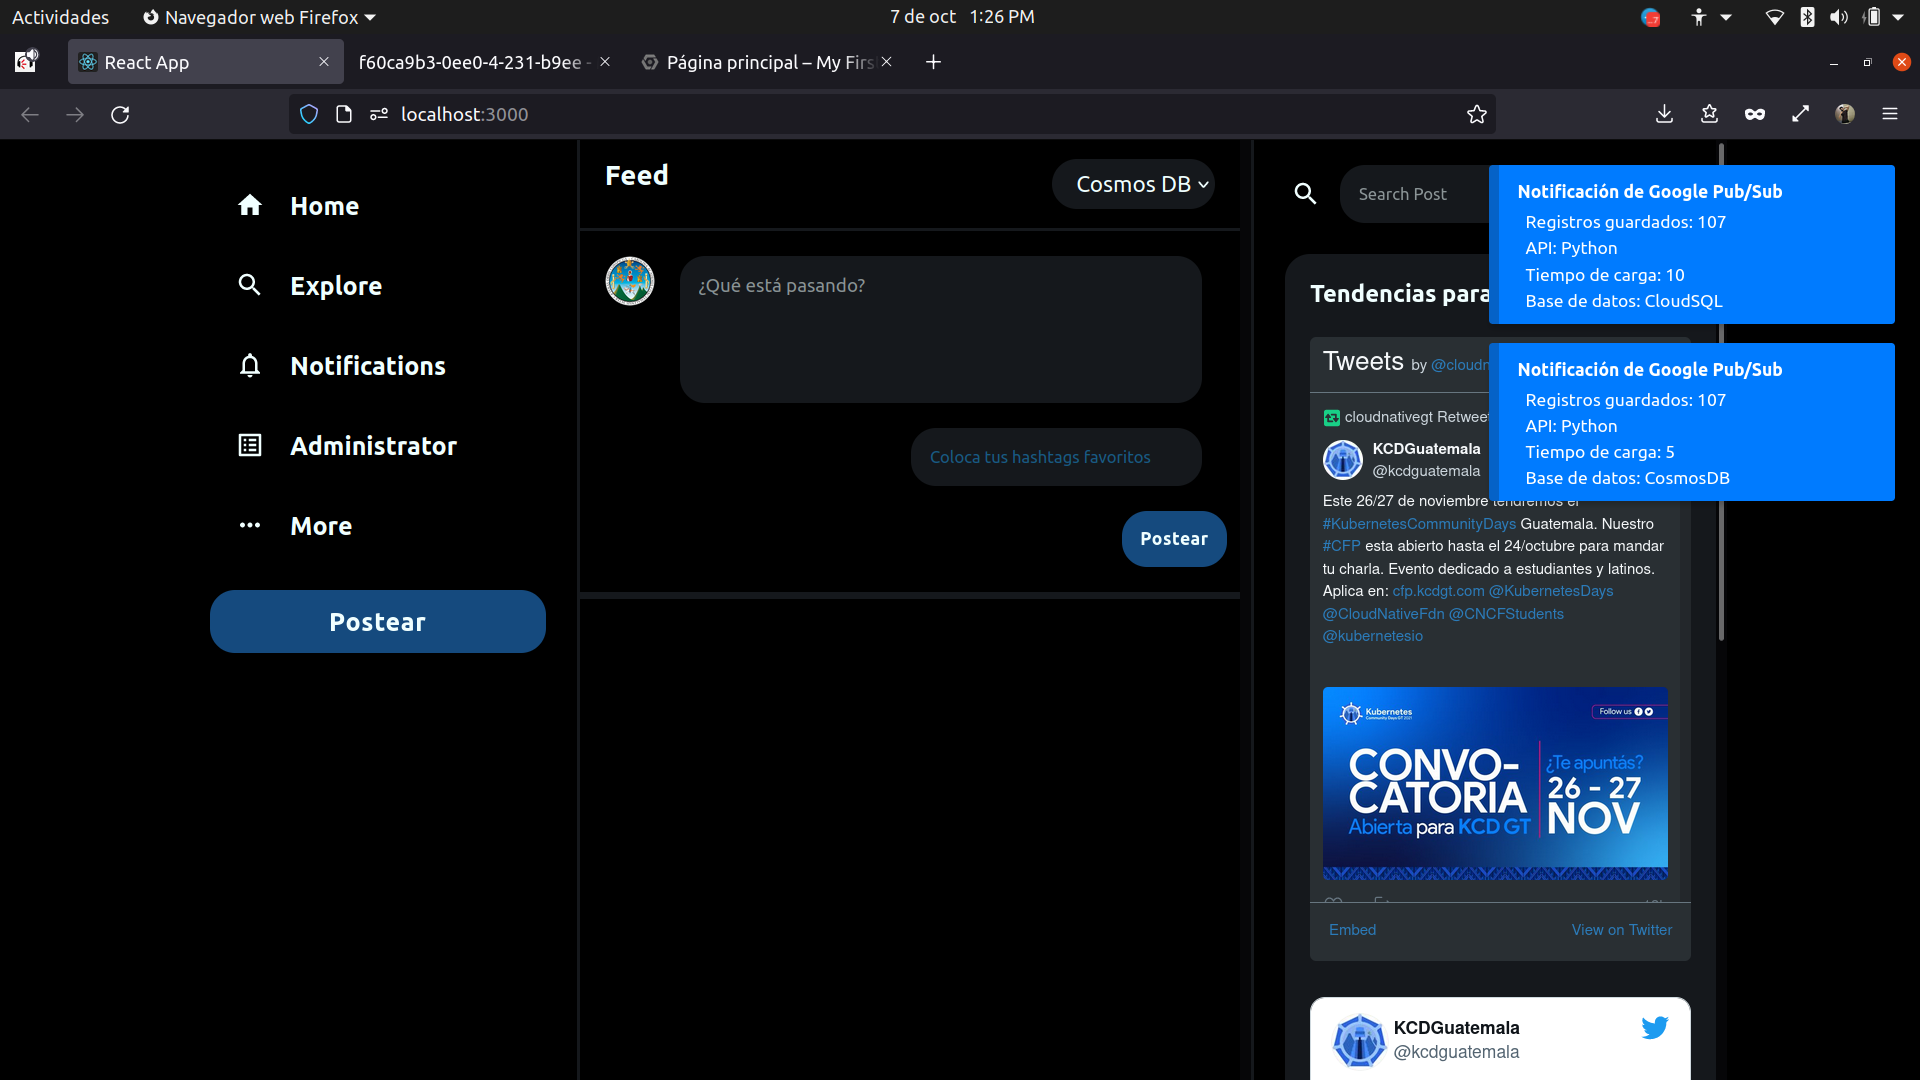 Actividades
Navegador web Firefox
7 de oct 1:26 PM
React App
f60ca9b3-0ee0-4-231-b9ee -
Página principal – My Firs
localhost:3000
Home
Explore
Notifications
Administrator
More
Postear
Feed
Cosmos DB
¿Qué está pasando?
Coloca tus hashtags favoritos
Postear
Search Post
Notificación de Google Pub/Sub
Registros guardados: 107
API: Python
Tiempo de carga: 10
Base de datos: CloudSQL
Notificación de Google Pub/Sub
Registros guardados: 107
API: Python
Tiempo de carga: 5
Base de datos: CosmosDB
Tendencias para
Tweets by @cloudn
cloudnativegt Retweet
KCDGuatemala
@kcdguatemala
Este 26/27 de noviembre tendremos el
#KubernetesCommunityDays Guatemala. Nuestro
#CFP esta abierto hasta el 24/octubre para mandar
tu charla. Evento dedicado a estudiantes y latinos.
Aplica en: cfp.kcdgt.com @KubernetesDays
@CloudNativeFdn @CNCFStudents
@kubernetesio
Kubernetes
Community Days GT 2021
Follow us
CONVO-
CATORIA
Abierta para KCD GT
¿Te apuntás?
26 - 27
NOV
Embed
View on Twitter
KCDGuatemala
@kcdguatemala